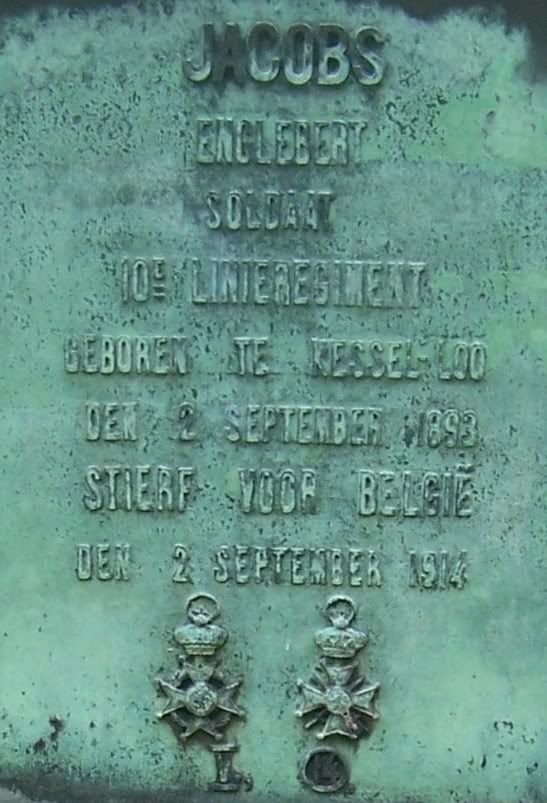 JACOBS
ENGLEBERT
SOLDAAT
10E LINIEREGIMENT
GEBOREN TE KESSEL-LOO
DEN 2 SEPTEMBER 1893
STIERF VOOR BELGIË
DEN 2 SEPTEMBER 1914
L. 14.